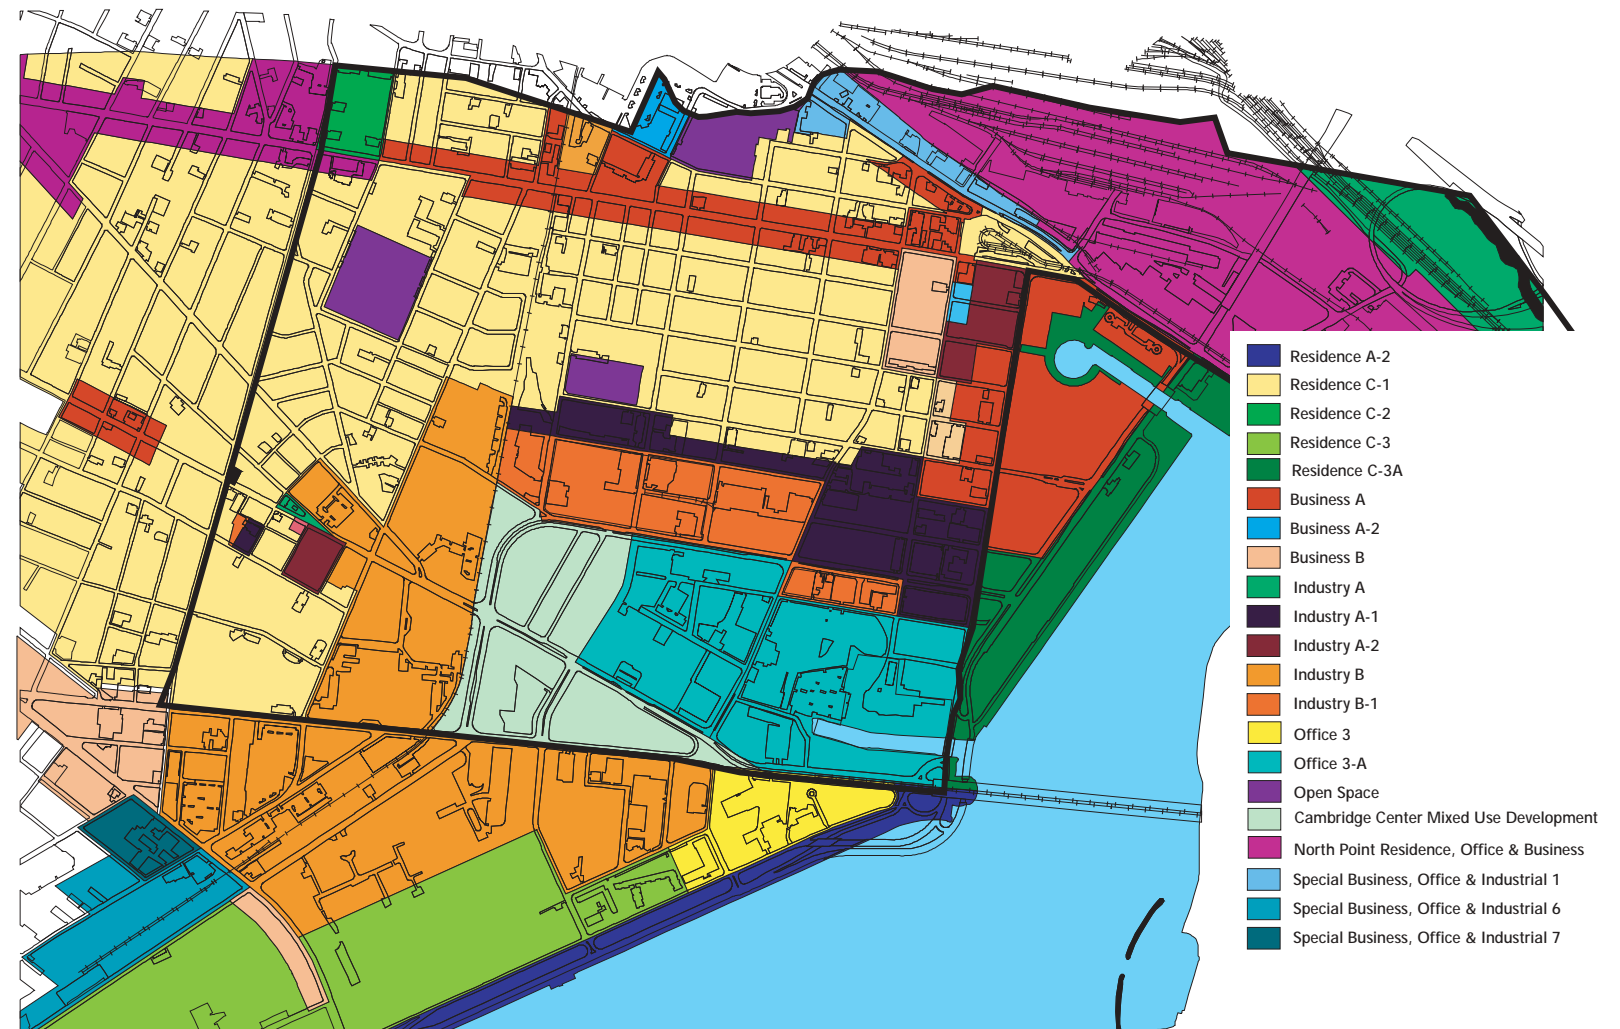 Residence A-2
Residence C-1
Residence C-2
Residence C-3
Residence C-3A
Business A
Business A-2
Business B
Industry A
Industry A-1
Industry A-2
Industry B
Industry B-1
Office 3
Office 3-A
Open Space
Cambridge Center Mixed Use Development
North Point Residence, Office & Business
Special Business, Office & Industrial 1
Special Business, Office & Industrial 6
Special Business, Office & Industrial 7